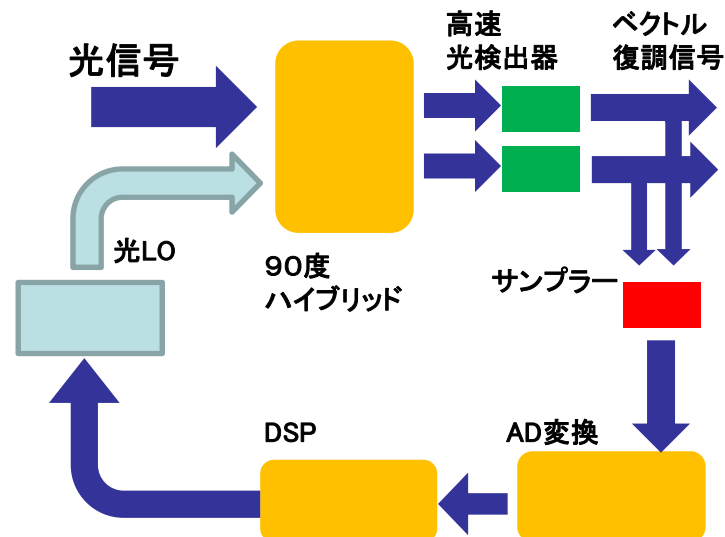 光信号
高速
光検出器
ベクトル
復調信号
光LO
90度
ハイブリッド
サンプラー
DSP
AD変換